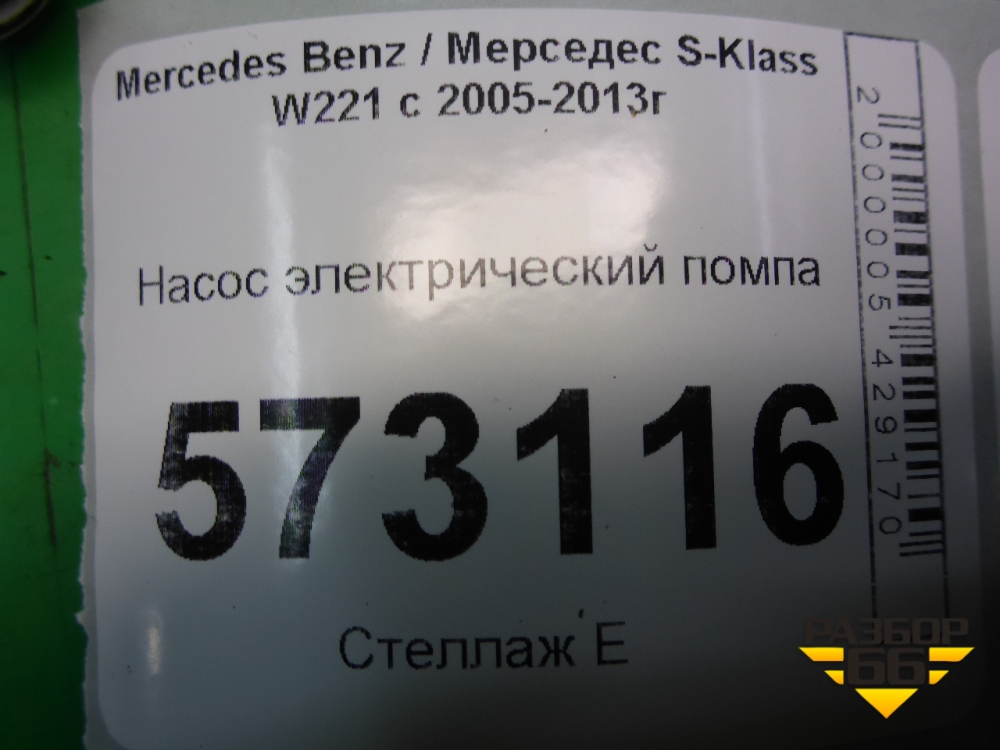 Mercedes Benz / Мерседес S-Klass
W221 с 2005-2013г
Насос электрический помпа
573116
Стеллаж Е
2000005429170
РАЗБОР
66